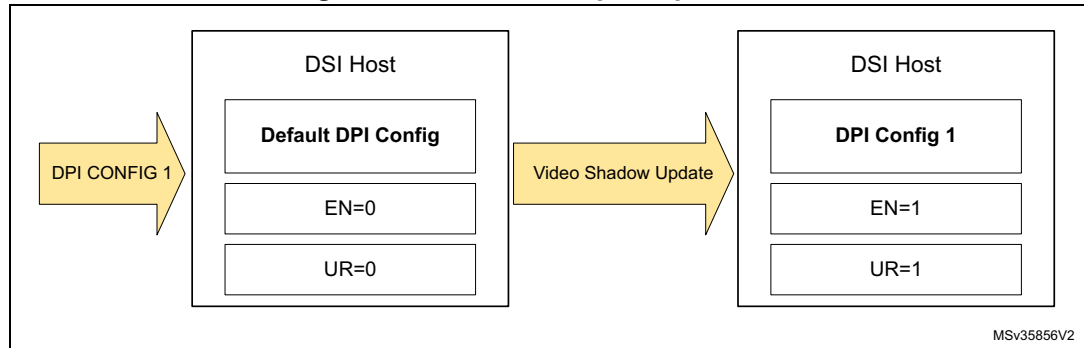 DSI Host
Default DPI Config
EN=0
UR=0
DPI CONFIG 1
Video Shadow Update
DSI Host
DPI Config 1
EN=1
UR=1
MSv35856V2